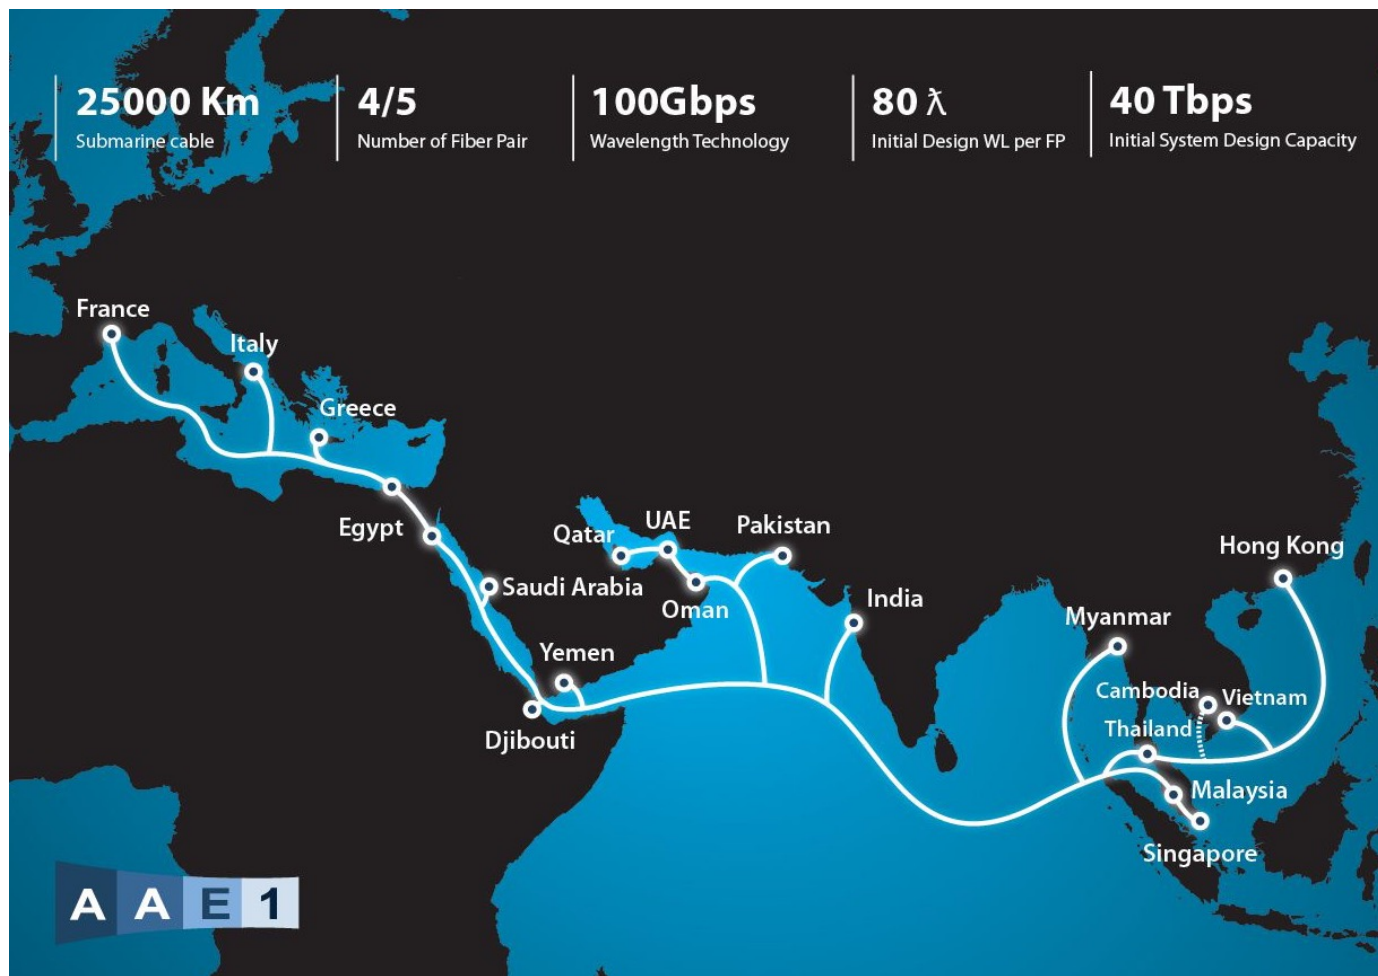 25000 Km
Submarine cable
4/5
Number of Fiber Pair
100Gbps
Wavelength Technology
80 λ
Initial Design WL per FP
40 Tbps
Initial System Design Capacity
France
Italy
Greece
Egypt
Qatar
UAE
Pakistan
Hong Kong
Saudi Arabia
Oman
India
Myanmar
Yemen
Cambodia
Vietnam
Thailand
Djibouti
Malaysia
Singapore
A A E 1